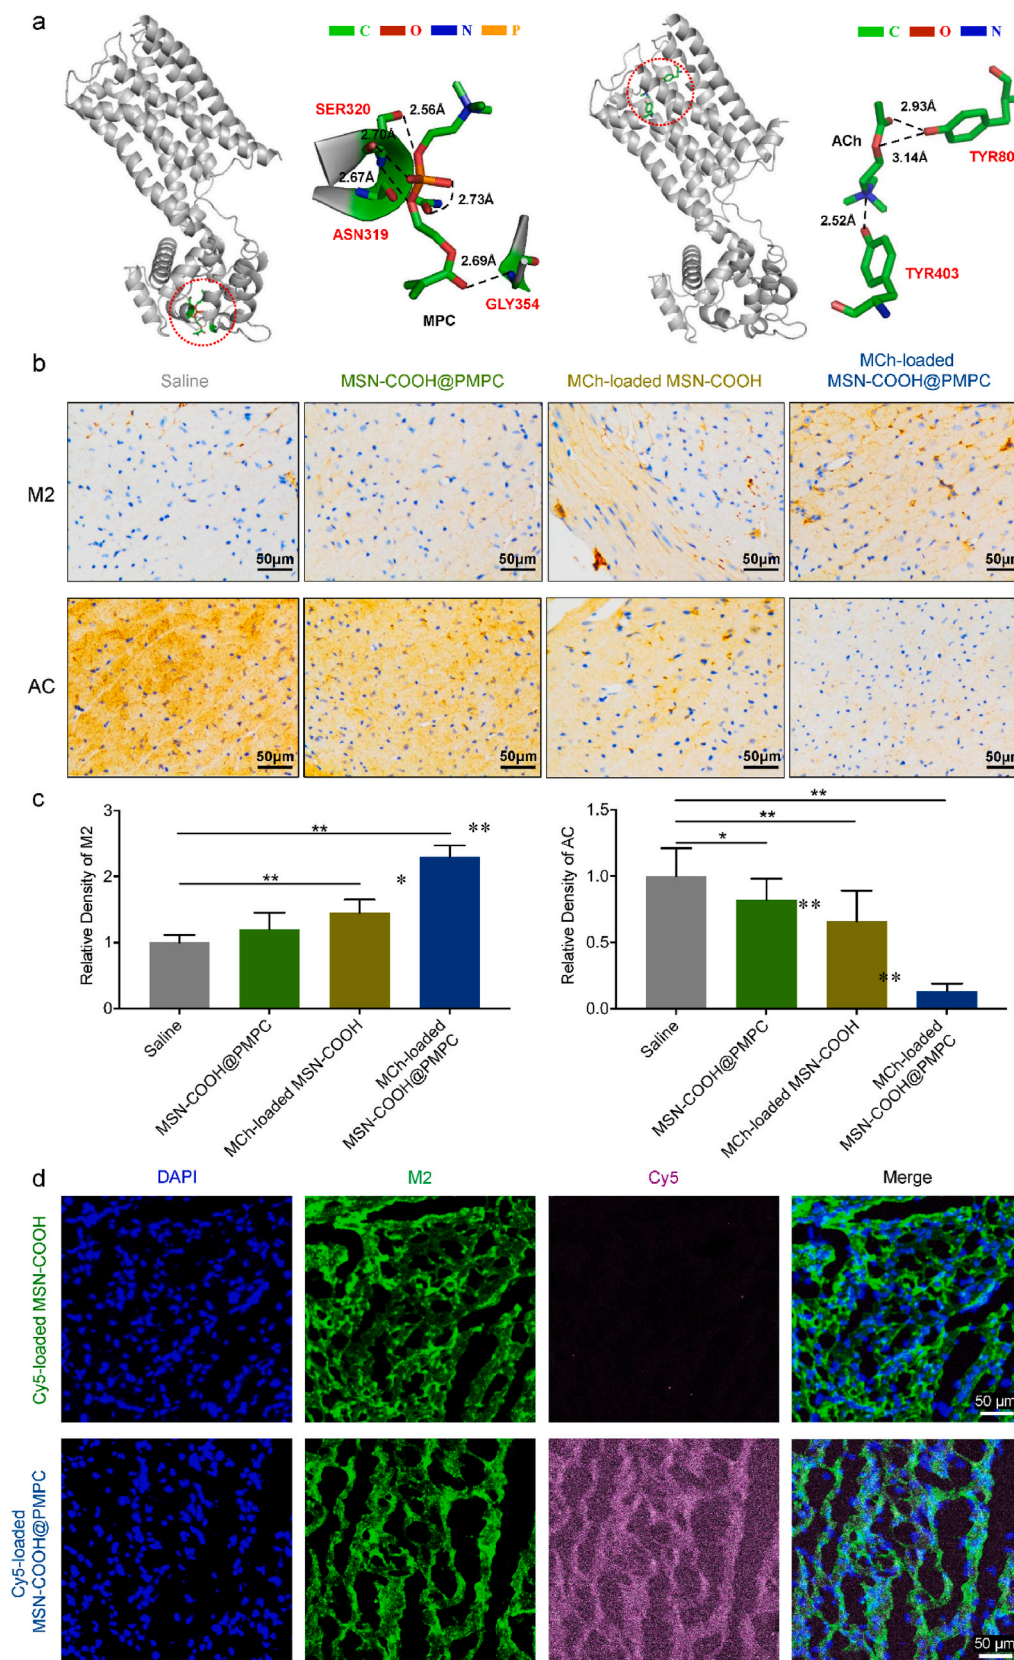 a
C O N P
SER320
2.56Å
2.70Å
2.67Å
2.73Å
ASN319
2.69Å
GLY354
MPC
C O N
2.93Å
ACh
3.14Å
TYR80
2.52Å
TYR403
b
Saline
MSN-COOH@PMPC
MCh-loaded MSN-COOH
MCh-loaded
MSN-COOH@PMPC
M2
50μm
50μm
50μm
50μm
AC
50μm
50μm
50μm
50μm
c
Relative Density of M2
3
2
1
0
**
**
*
**
Saline
MSN-COOH@PMPC
MCh-loaded MSN-COOH
MCh-loaded
MSN-COOH@PMPC
Relative Density of AC
1.5
1.0
0.5
0.0
**
**
*
**
**
Saline
MSN-COOH@PMPC
MCh-loaded MSN-COOH
MCh-loaded
MSN-COOH@PMPC
d
DAPI
M2
Cy5
Merge
Cy5-loaded MSN-COOH
50 μm
Cy5-loaded
MSN-COOH@PMPC
50 μm